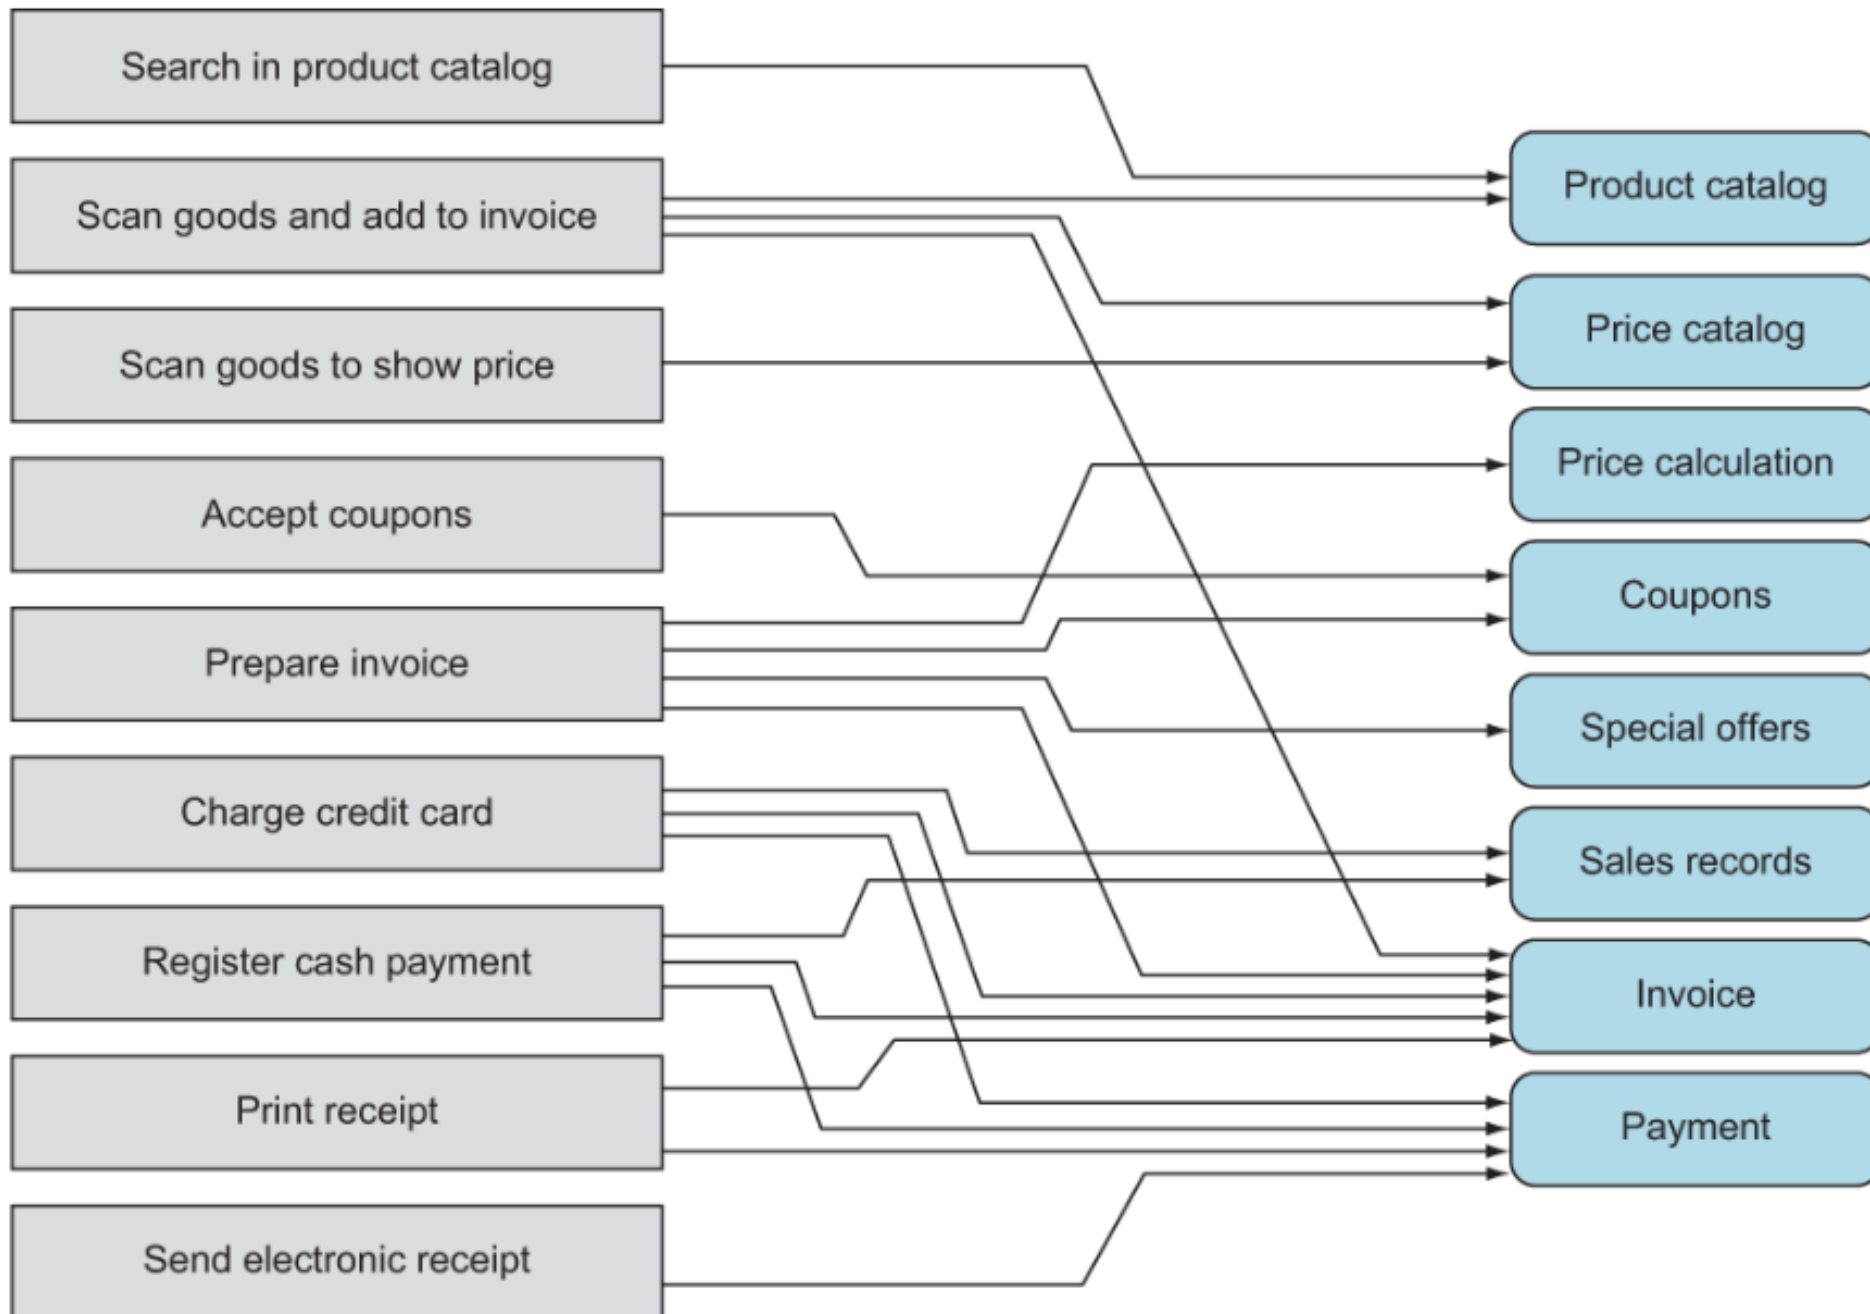 Search in product catalog
Scan goods and add to invoice
Scan goods to show price
Accept coupons
Prepare invoice
Charge credit card
Register cash payment
Print receipt
Send electronic receipt
Product catalog
Price catalog
Price calculation
Coupons
Special offers
Sales records
Invoice
Payment